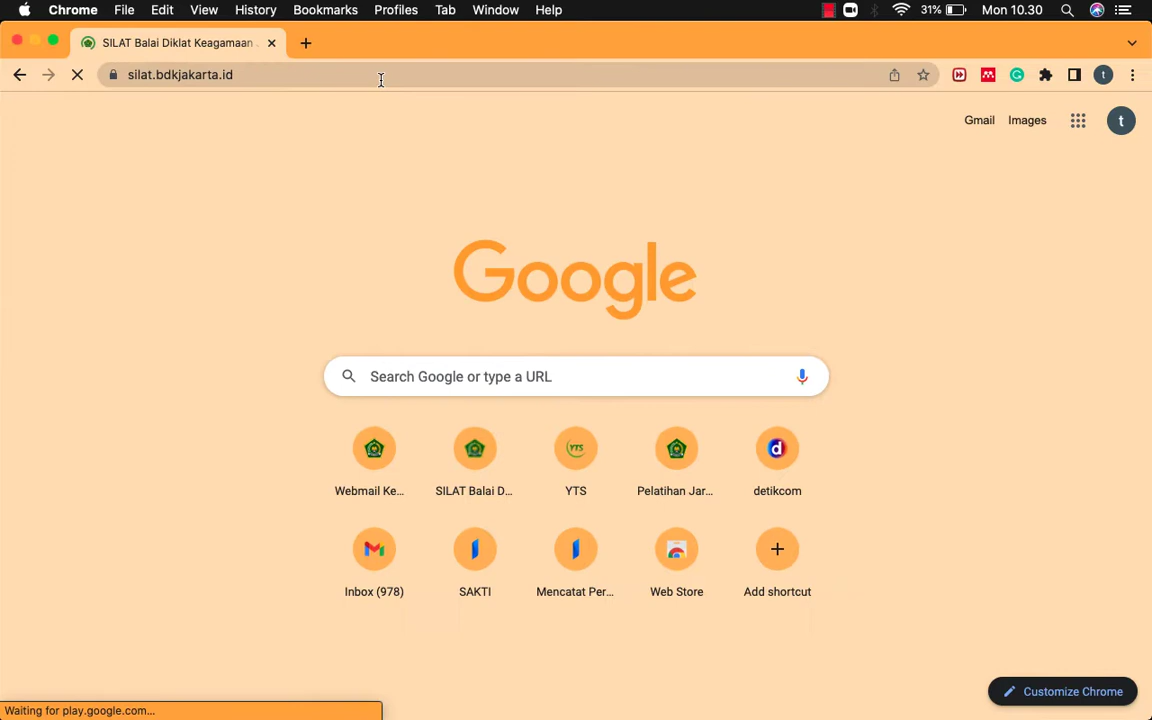 Chrome File Edit View History Bookmarks Profiles Tab Window Help 31% Mon 10.30
SILAT Balai Diklat Keagamaan
silat.bdkjakarta.id
t
Gmail Images t
Google
Search Google or type a URL
YTS d
Webmail Ke... SILAT Balai D... YTS Pelatihan Jar... detikcom
Inbox (978) SAKTI Mencatat Per... Web Store Add shortcut
Customize Chrome
Waiting for play.google.com...